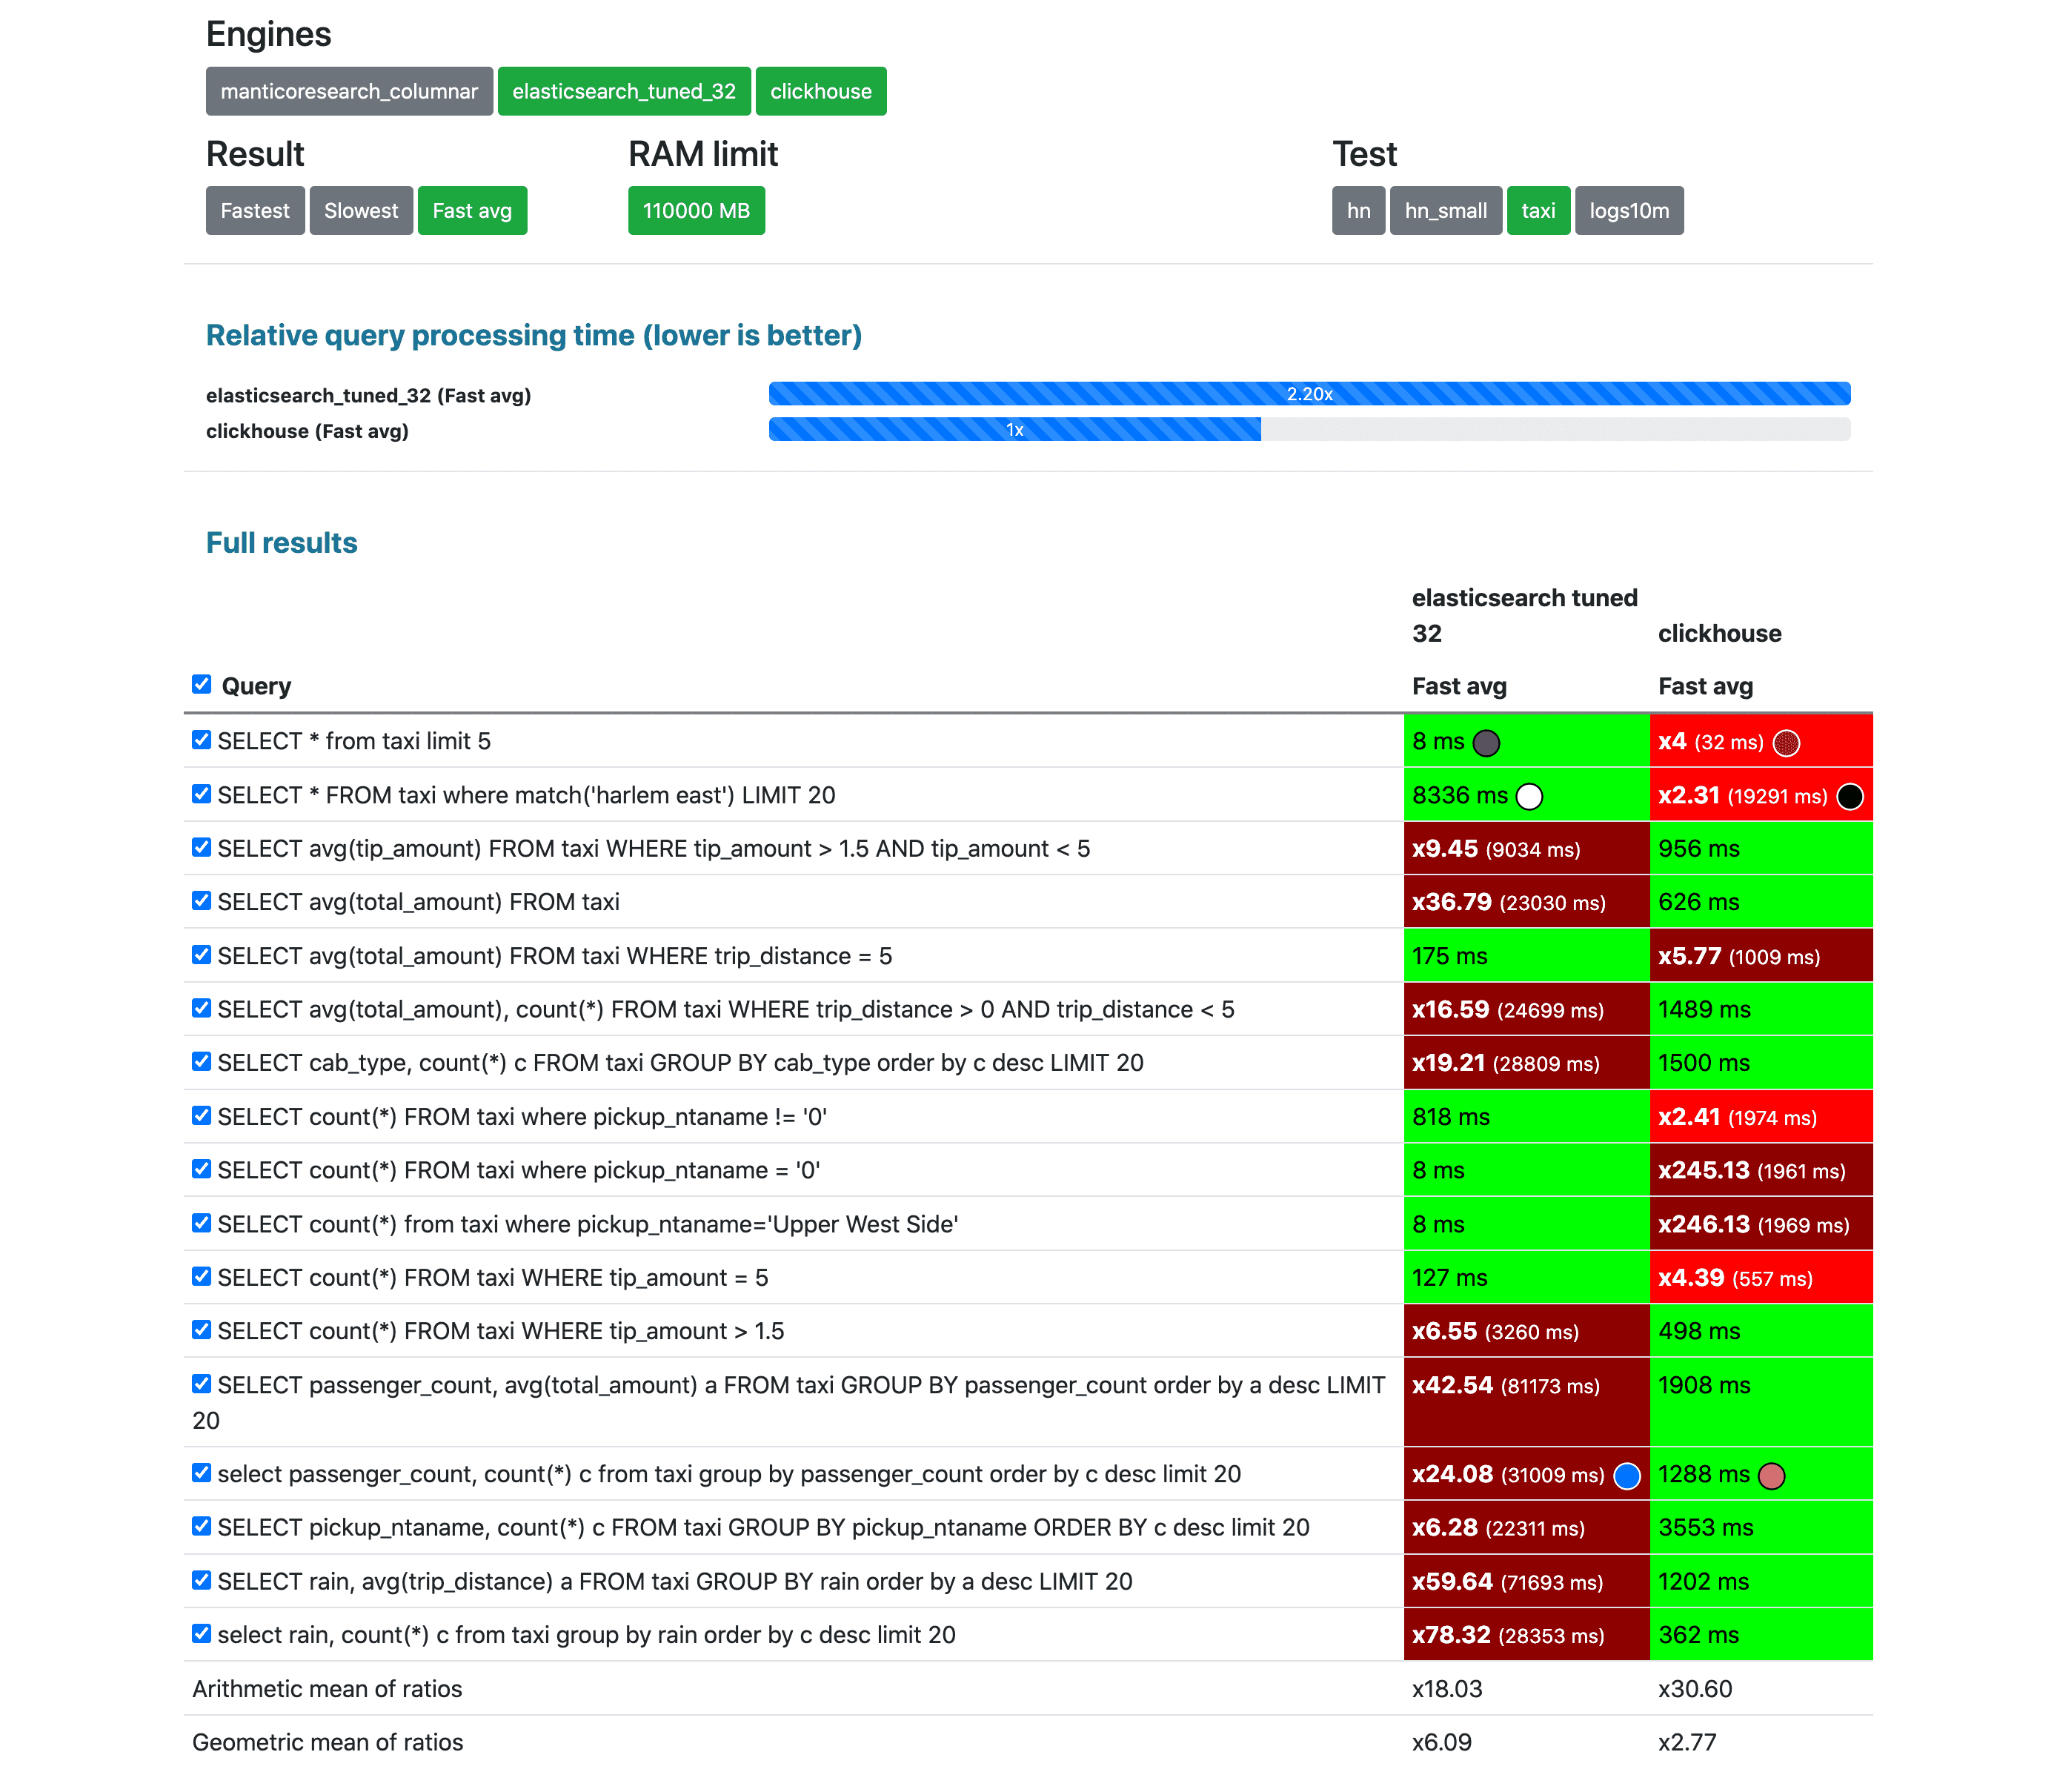 Engines
manticoresearch_columnar elasticsearch_tuned_32 clickhouse
Result RAM limit Test
Fastest Slowest Fast avg 110000 MB hn hn_small taxi logs10m
Relative query processing time (lower is better)
elasticsearch_tuned_32 (Fast avg) 2.20x
clickhouse (Fast avg) 1x
Full results
elasticsearch tuned
32 clickhouse
Query Fast avg Fast avg
SELECT * from taxi limit 5 8 ms x4 (32 ms)
SELECT * FROM taxi where match('harlem east') LIMIT 20 8336 ms x2.31 (19291 ms)
SELECT avg(tip_amount) FROM taxi WHERE tip_amount > 1.5 AND tip_amount < 5 x9.45 (9034 ms) 956 ms
SELECT avg(total_amount) FROM taxi x36.79 (23030 ms) 626 ms
SELECT avg(total_amount) FROM taxi WHERE trip_distance = 5 175 ms x5.77 (1009 ms)
SELECT avg(total_amount), count(*) FROM taxi WHERE trip_distance > 0 AND trip_distance < 5 x16.59 (24699 ms) 1489 ms
SELECT cab_type, count(*) c FROM taxi GROUP BY cab_type order by c desc LIMIT 20 x19.21 (28809 ms) 1500 ms
SELECT count(*) FROM taxi where pickup_ntaname != '0' 818 ms x2.41 (1974 ms)
SELECT count(*) FROM taxi where pickup_ntaname = '0' 8 ms x245.13 (1961 ms)
SELECT count(*) from taxi where pickup_ntaname='Upper West Side' 8 ms x246.13 (1969 ms)
SELECT count(*) FROM taxi WHERE tip_amount = 5 127 ms x4.39 (557 ms)
SELECT count(*) FROM taxi WHERE tip_amount > 1.5 x6.55 (3260 ms) 498 ms
SELECT passenger_count, avg(total_amount) a FROM taxi GROUP BY passenger_count order by a desc LIMIT x42.54 (81173 ms) 1908 ms
20
select passenger_count, count(*) c from taxi group by passenger_count order by c desc limit 20 x24.08 (31009 ms) 1288 ms
SELECT pickup_ntaname, count(*) c FROM taxi GROUP BY pickup_ntaname ORDER BY c desc limit 20 x6.28 (22311 ms) 3553 ms
SELECT rain, avg(trip_distance) a FROM taxi GROUP BY rain order by a desc LIMIT 20 x59.64 (71693 ms) 1202 ms
select rain, count(*) c from taxi group by rain order by c desc limit 20 x78.32 (28353 ms) 362 ms
Arithmetic mean of ratios x18.03 x30.60
Geometric mean of ratios x6.09 x2.77